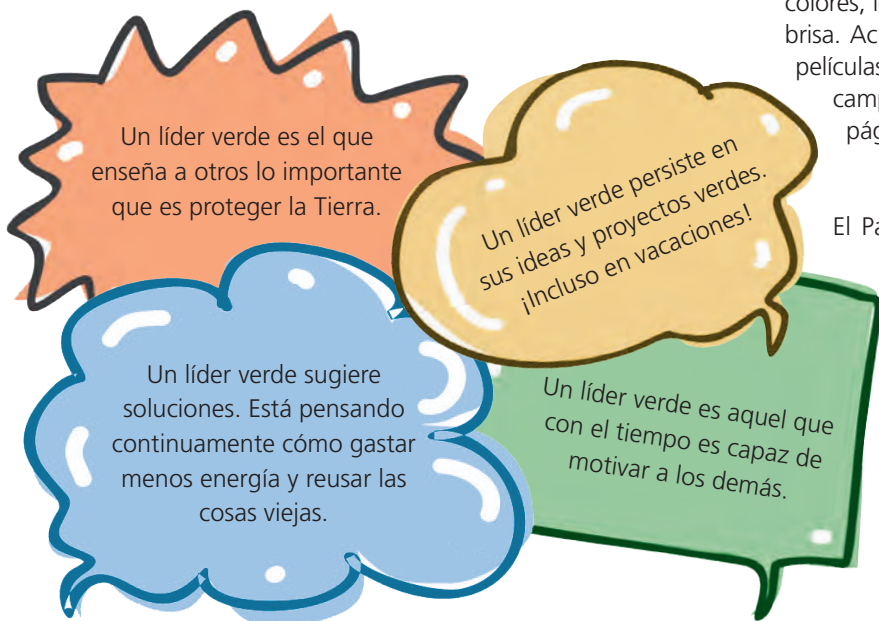 Un líder verde es el que
enseña a otros lo importante
que es proteger la Tierra.
Un líder verde persiste en
sus ideas y proyectos verdes.
¡Incluso en vacaciones!
Un líder verde sugiere
soluciones. Está pensando
continuamente cómo gastar
menos energía y reusar las
cosas viejas.
Un líder verde es aquel que
con el tiempo es capaz de
motivar a los demás.
colores,
brisa.
películas
El